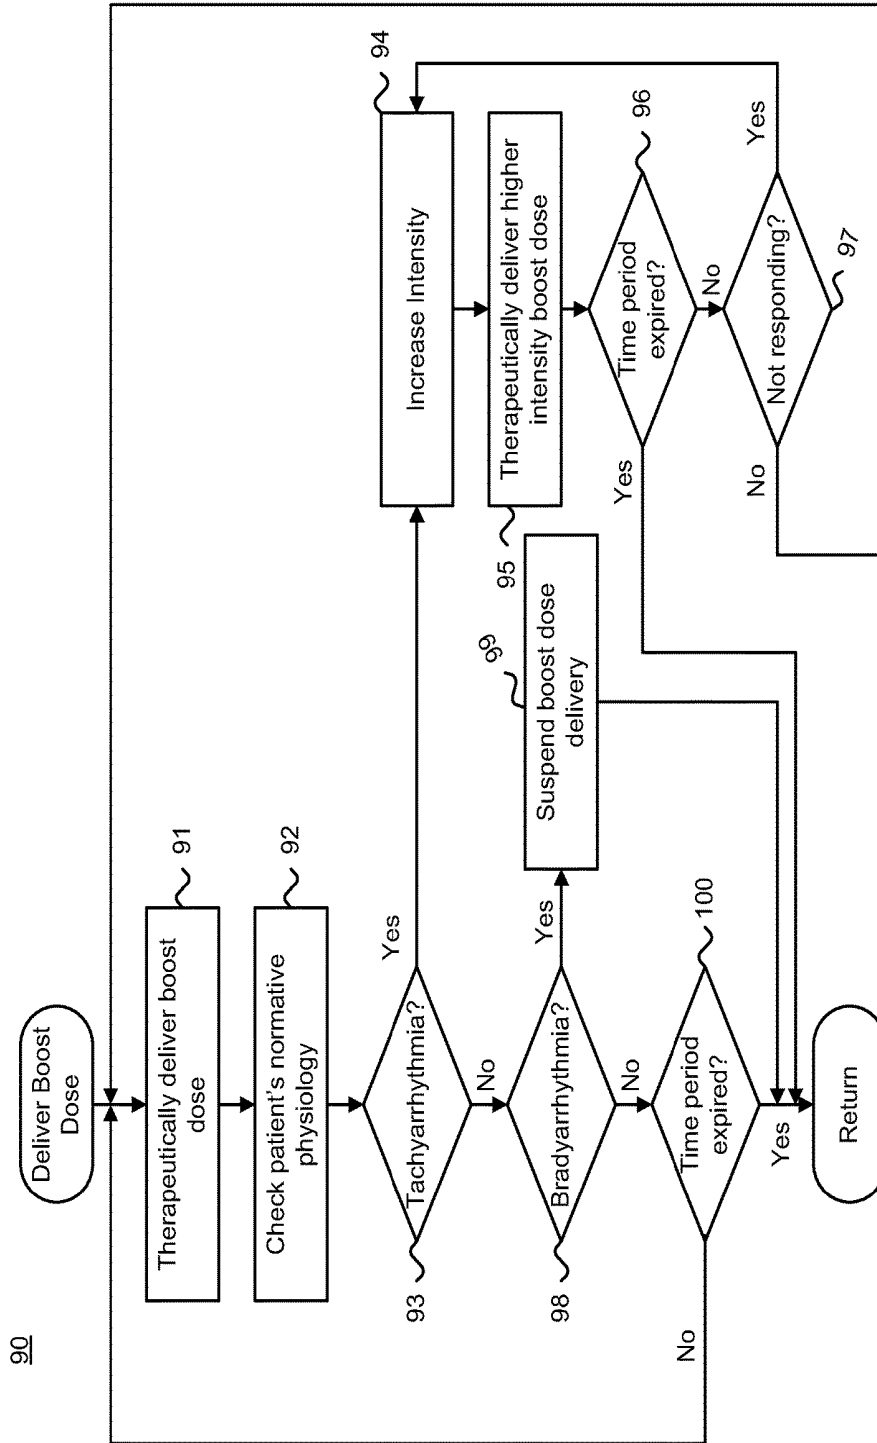 90
Deliver Boost
Dose
Therapeutically deliver boost
dose
91
Check patient's normative
physiology
92
Tachyarrhythmia?
93
Yes
No
Increase Intensity
94
Therapeutically deliver higher
intensity boost dose
95
Time period
expired?
96
Yes
No
Not responding?
97
Yes
No
Bradyarrhythmia?
98
Yes
No
Suspend boost dose
delivery
99
Time period
expired?
100
No
Yes
Return